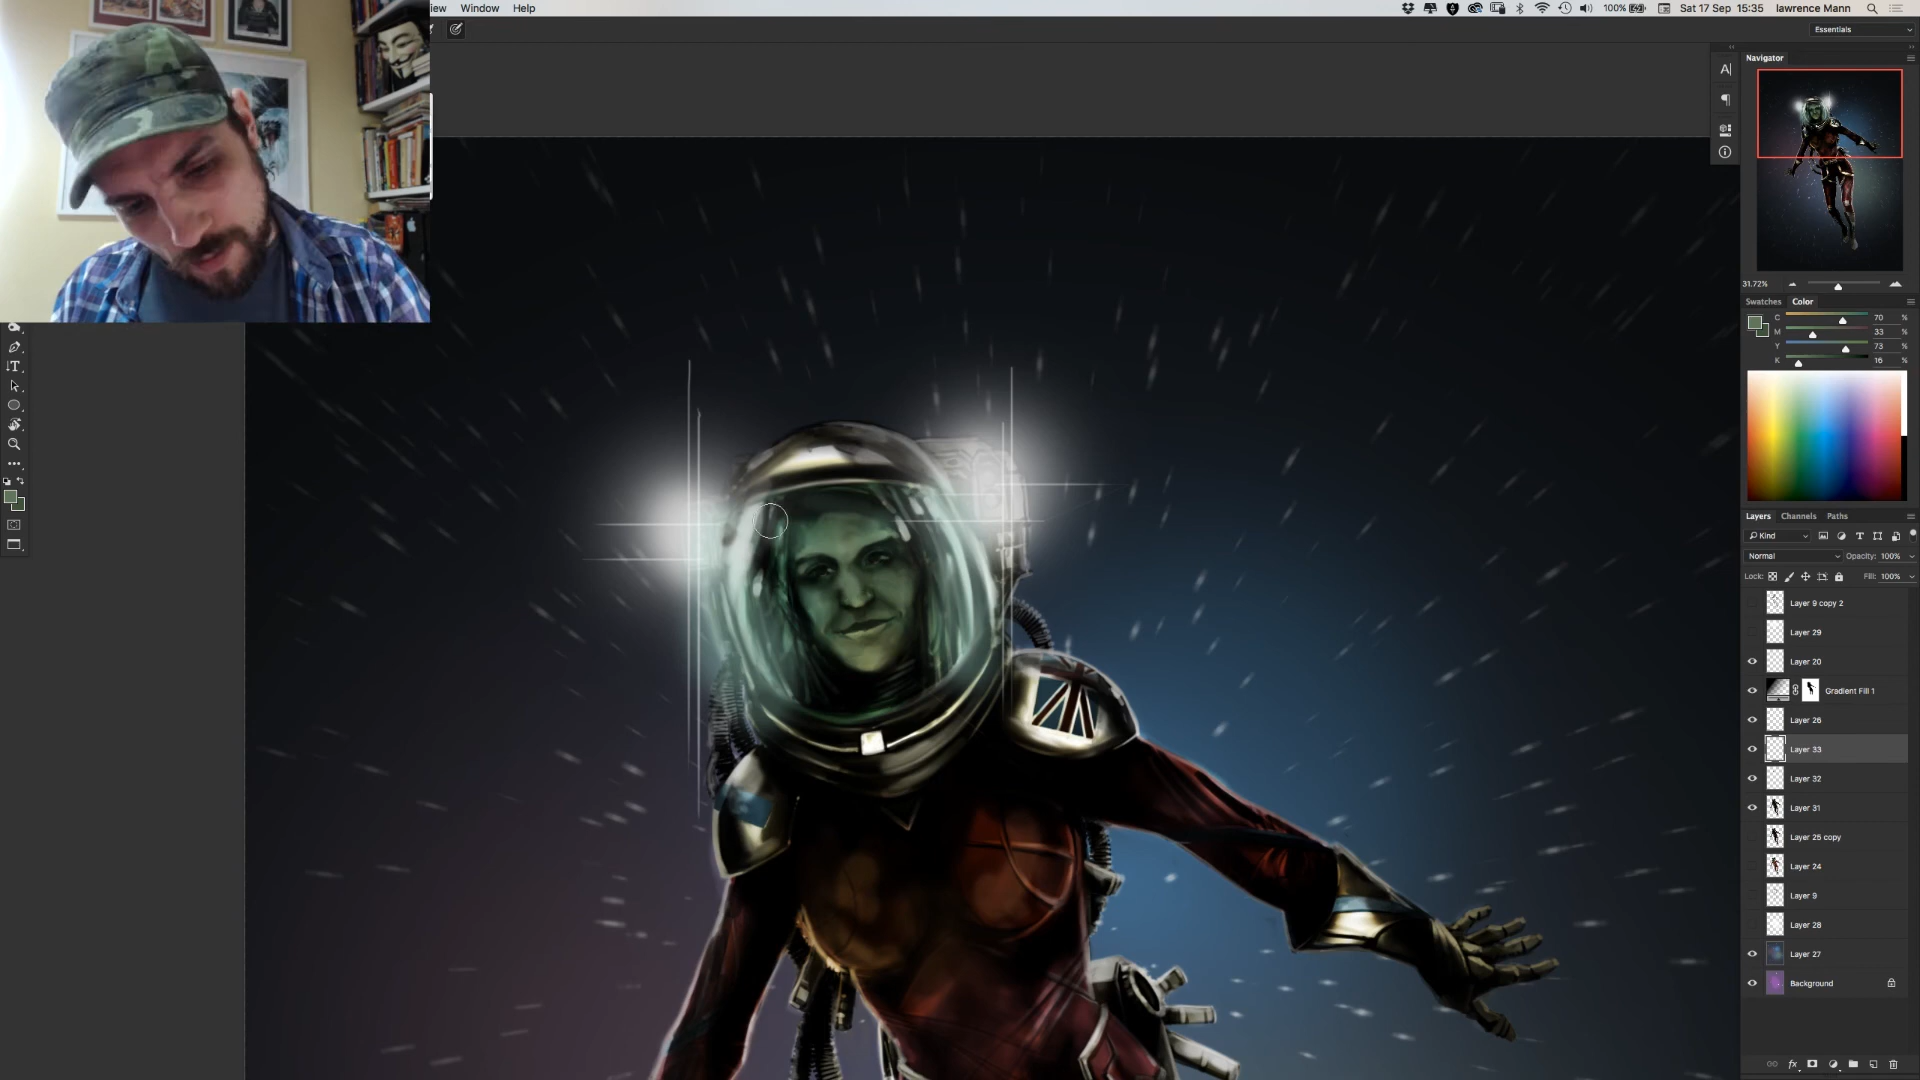 iew Window Help
100% Sat 17 Sep 15:35 lawrence Mann
Essentials
Navigator
31.72%
Swatches Color
C 70 %
M 33 %
Y 73 %
K 16 %
Layers Channels Paths
Kind
Normal Opacity: 100%
Lock: Fill: 100%
Layer 9 copy 2
Layer 29
Layer 20
Gradient Fill 1
Layer 26
Layer 33
Layer 32
Layer 31
Layer 25 copy
Layer 24
Layer 9
Layer 28
Layer 27
Background